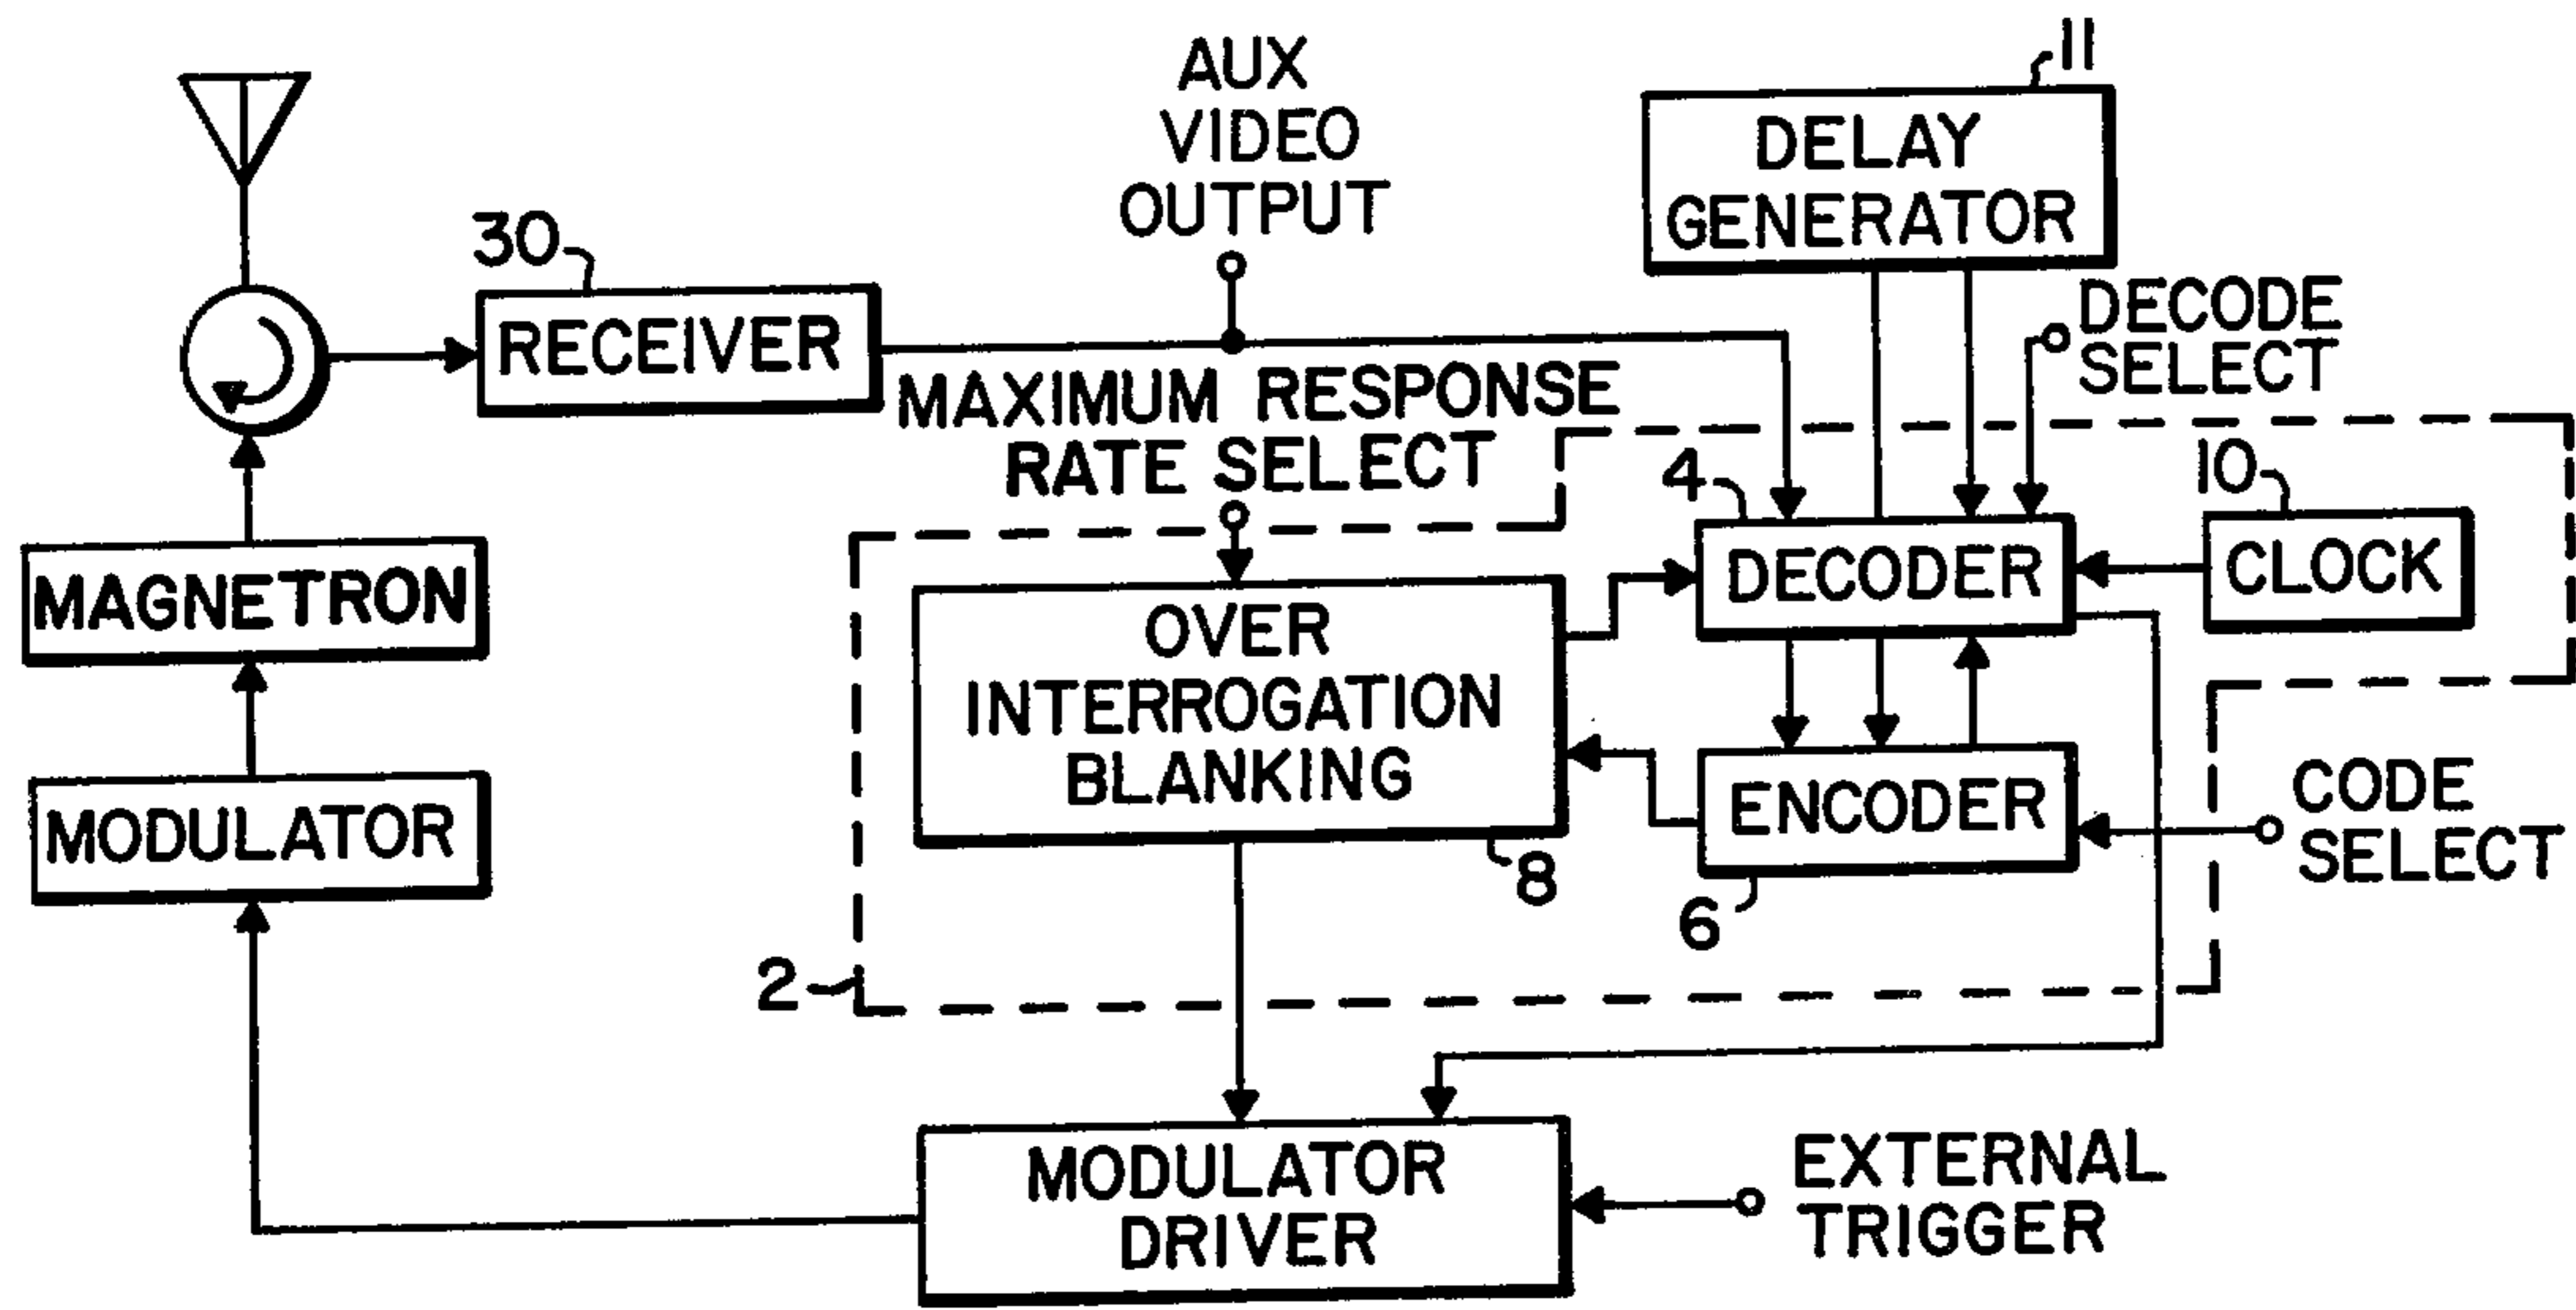 AUX
VIDEO
OUTPUT
11
DELAY
GENERATOR
30
RECEIVER
DECODE
SELECT
MAXIMUM RESPONSE
RATE SELECT
4
10
DECODER
CLOCK
MAGNETRON
OVER
INTERROGATION
BLANKING
MODULATOR
ENCODER
CODE
SELECT
8
6
2
MODULATOR
DRIVER
EXTERNAL
TRIGGER